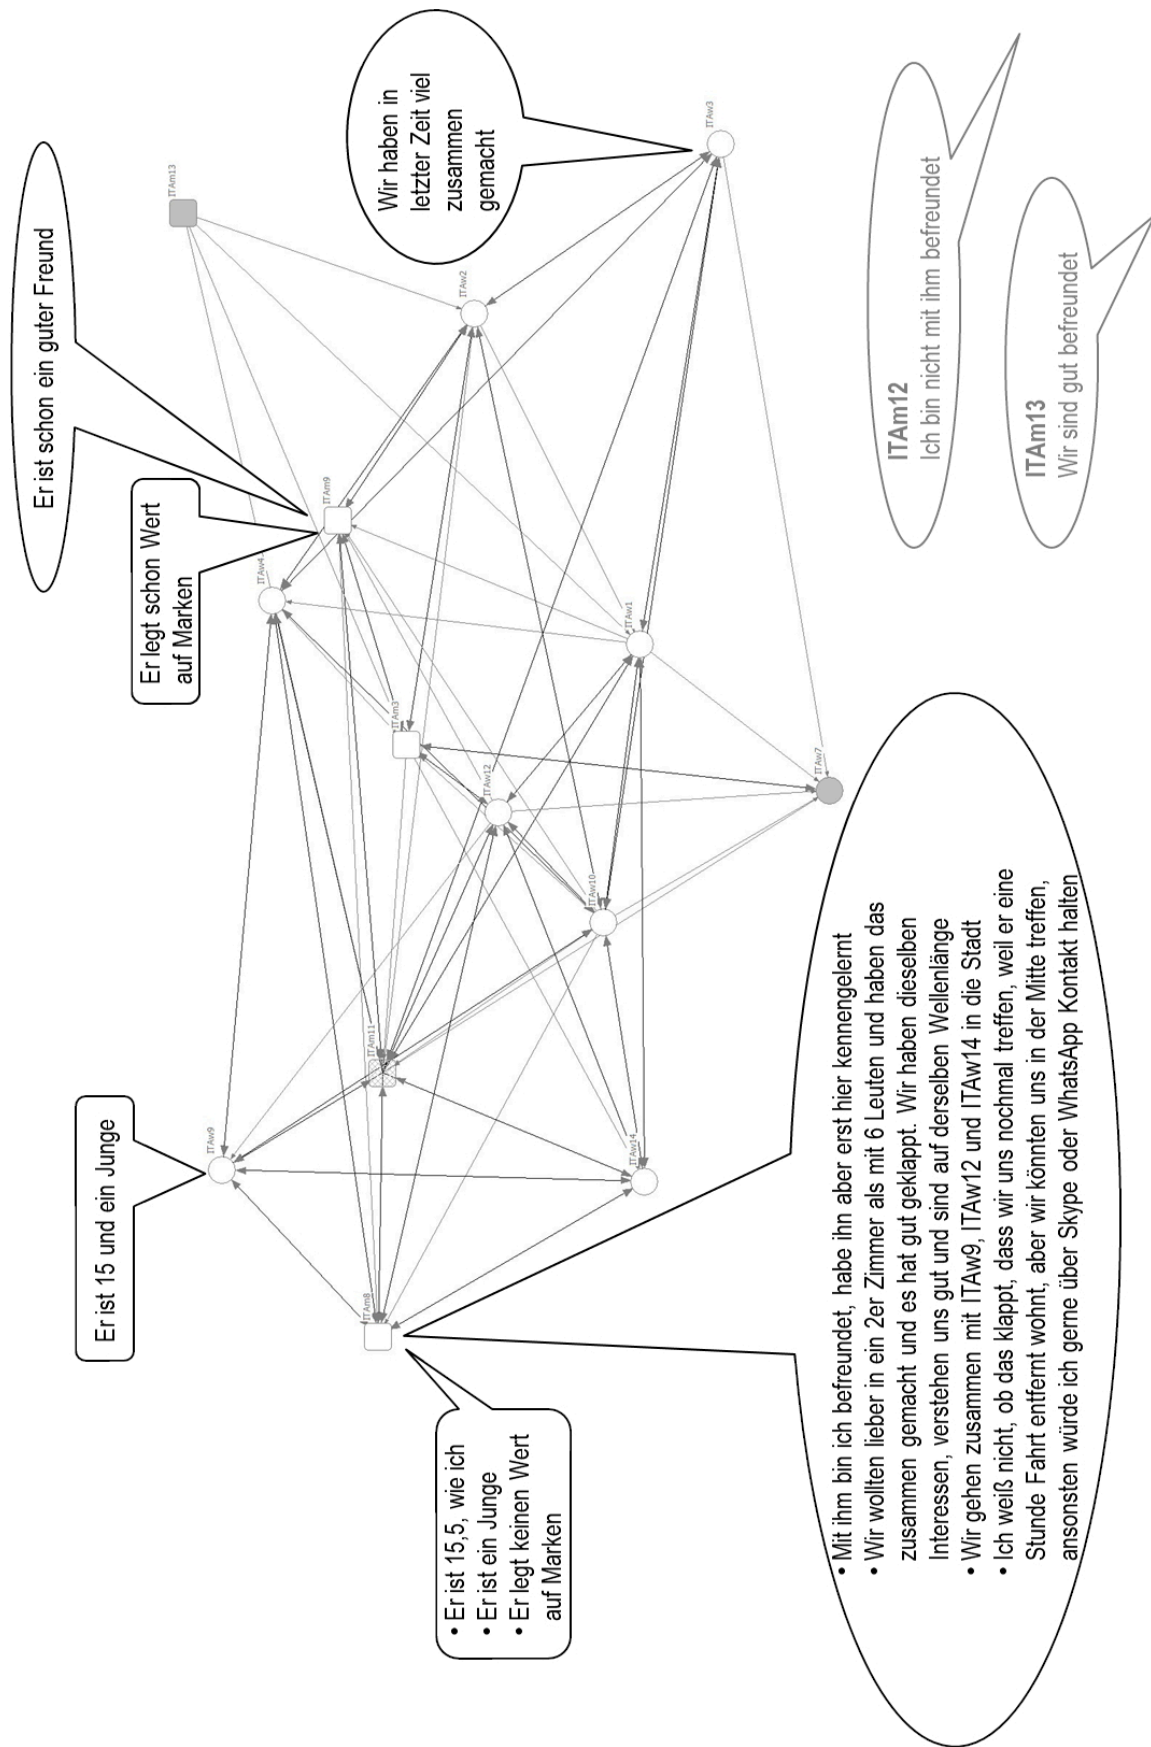 Er ist 15 und ein Junge
Er ist schon ein guter Freund
Er legt schon Wert
auf Marken
Wir haben in
letzter Zeit viel
zusammen
gemacht
• Er ist 15,5, wie ich
• Er ist ein Junge
• Er legt keinen Wert
auf Marken
ITAm8
ITAw9
ITAm11
ITAw14
ITAw10
ITAw12
ITAm3
ITAw7
ITAw1
ITAw4
ITAm9
ITAw2
ITAm13
ITAw3
• Mit ihm bin ich befreundet, habe ihn aber erst hier kennengelernt
• Wir wollten lieber in ein 2er Zimmer als mit 6 Leuten und haben das
zusammen gemacht und es hat gut geklappt. Wir haben dieselben
Interessen, verstehen uns gut und sind auf derselben Wellenlänge
• Wir gehen zusammen mit ITAw9, ITAw12 und ITAw14 in die Stadt
• Ich weiß nicht, ob das klappt, dass wir uns nochmal treffen, weil er eine
Stunde Fahrt entfernt wohnt, aber wir könnten uns in der Mitte treffen,
ansonsten würde ich gerne über Skype oder WhatsApp Kontakt halten
ITAm12
Ich bin nicht mit ihm befreundet
ITAm13
Wir sind gut befreundet